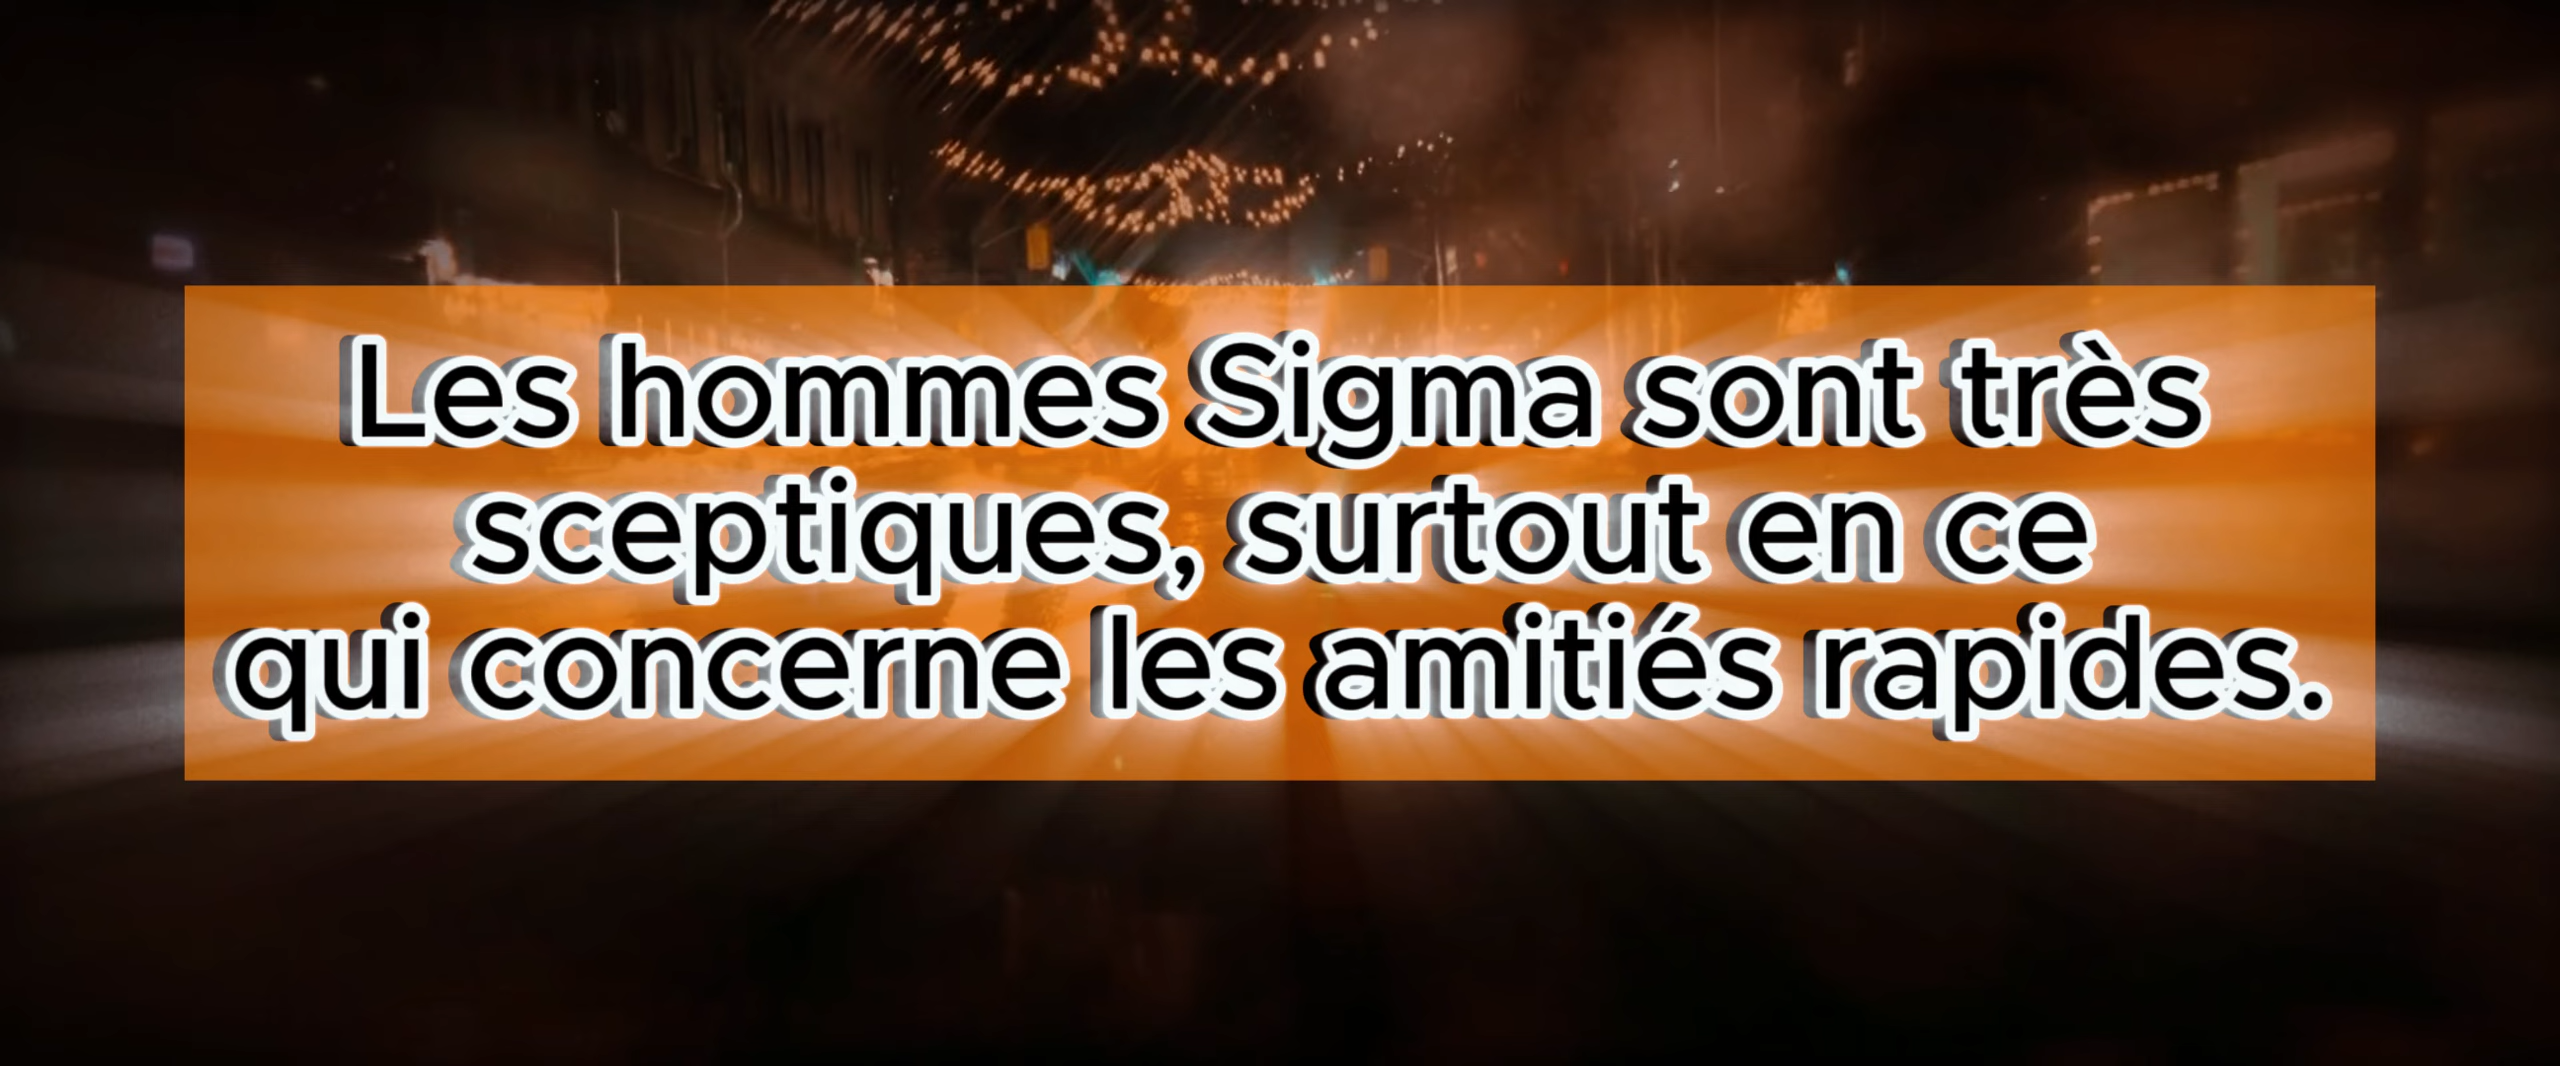 Les hommes Sigma sont très
sceptiques, surtout en ce
qui concerne les amitiés rapides.